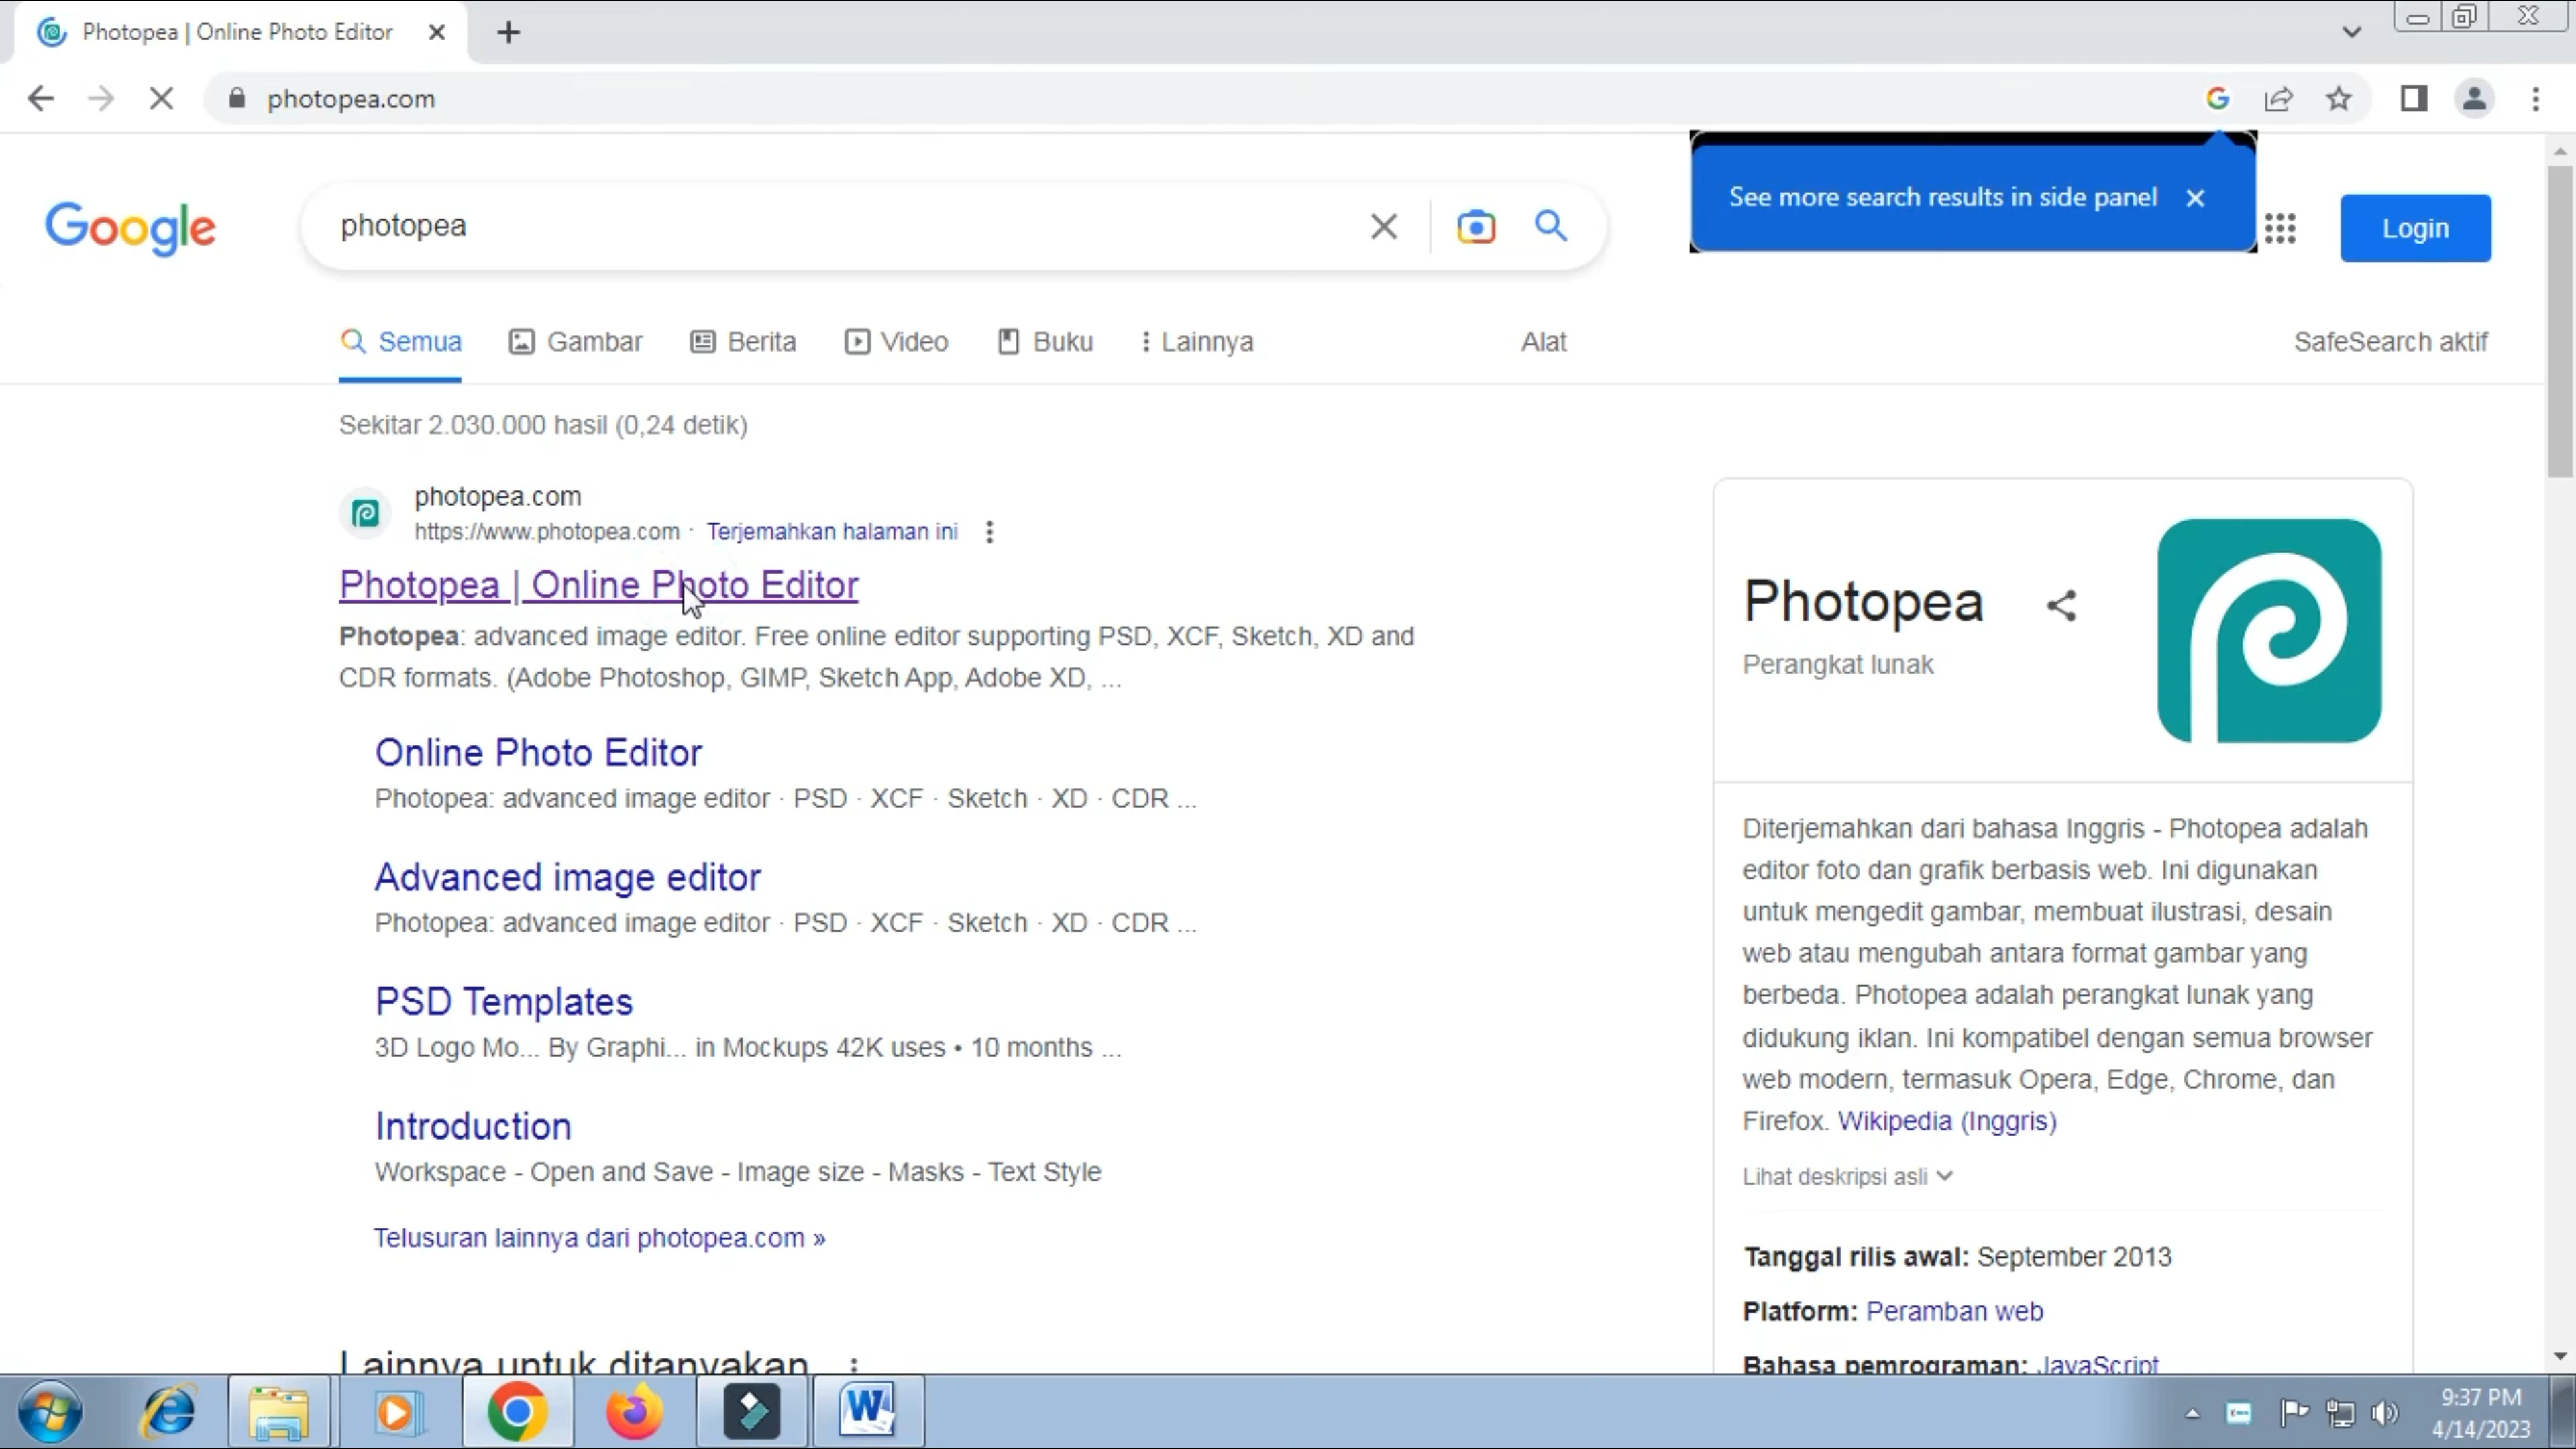 Photopea | Online Photo Editor
photopea.com
See more search results in side panel
Google
photopea
Login
Semua
Gambar
Berita
Video
Buku
Lainnya
Alat
SafeSearch aktif
Sekitar 2.030.000 hasil (0,24 detik)
photopea.com
https://www.photopea.com · Terjemahkan halaman ini
Photopea | Online Photo Editor
Photopea: advanced image editor. Free online editor supporting PSD, XCF, Sketch, XD and
CDR formats. (Adobe Photoshop, GIMP, Sketch App, Adobe XD, ...
Online Photo Editor
Photopea: advanced image editor · PSD · XCF · Sketch · XD · CDR ...
Advanced image editor
Photopea: advanced image editor · PSD · XCF · Sketch · XD · CDR ...
PSD Templates
3D Logo Mo... By Graphi... in Mockups 42K uses • 10 months ...
Introduction
Workspace - Open and Save - Image size - Masks - Text Style
Telusuran lainnya dari photopea.com »
Lainnya untuk ditanyakan
Photopea
Perangkat lunak
Diterjemahkan dari bahasa Inggris - Photopea adalah
editor foto dan grafik berbasis web. Ini digunakan
untuk mengedit gambar, membuat ilustrasi, desain
web atau mengubah antara format gambar yang
berbeda. Photopea adalah perangkat lunak yang
didukung iklan. Ini kompatibel dengan semua browser
web modern, termasuk Opera, Edge, Chrome, dan
Firefox. Wikipedia (Inggris)
Lihat deskripsi asli
Tanggal rilis awal: September 2013
Platform: Peramban web
Bahasa pemrograman: JavaScript
9:37 PM
4/14/2023